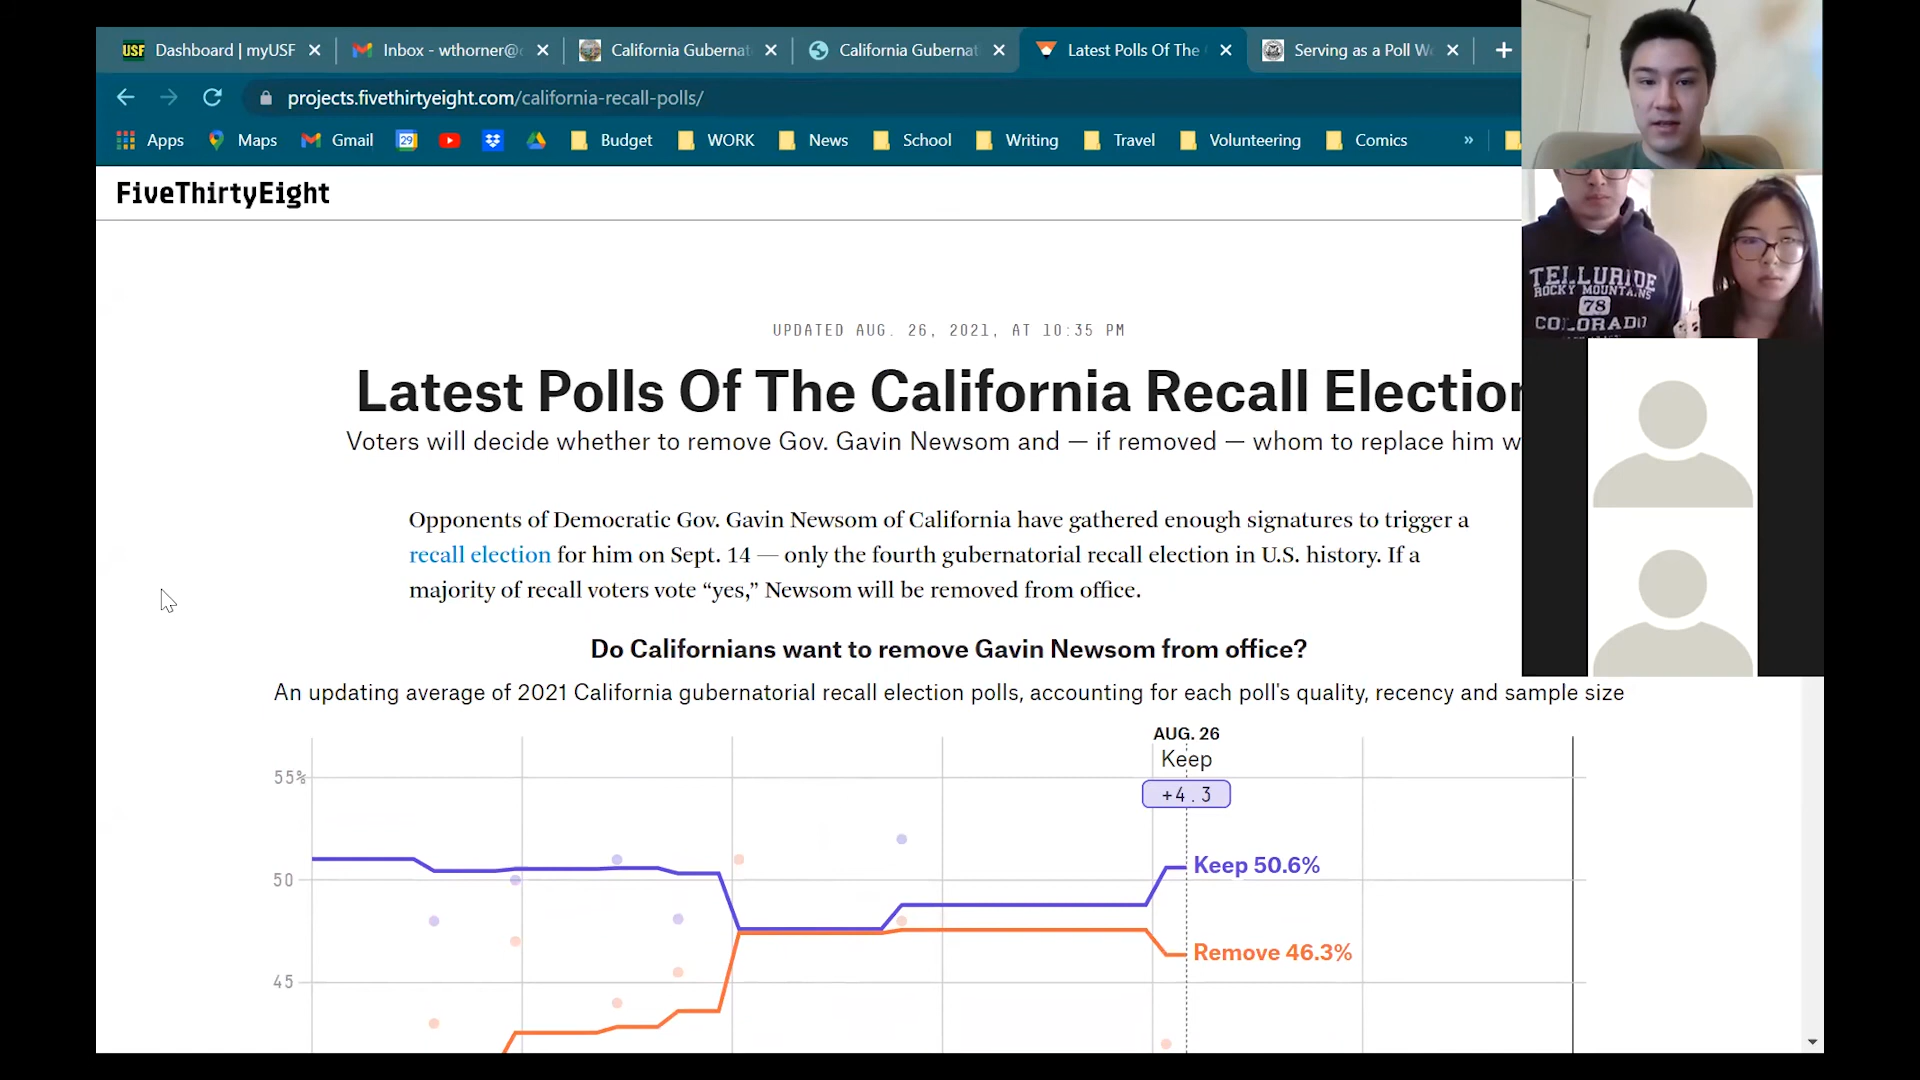 USF Dashboard | myUSF
Inbox - wthorner@c
California Gubernat
California Gubernat
Latest Polls Of The
Serving as a Poll W
projects.fivethirtyeight.com/california-recall-polls/
Apps Maps Gmail 29 Budget WORK News School Writing Travel Volunteering Comics »
FiveThirtyEight
TELLURIDE
ROCKY MOUNTAINS
78
COLORADO
UPDATED AUG. 26, 2021, AT 10:35 PM
Latest Polls Of The California Recall Election
Voters will decide whether to remove Gov. Gavin Newsom and — if removed — whom to replace him w
Opponents of Democratic Gov. Gavin Newsom of California have gathered enough signatures to trigger a
recall election for him on Sept. 14 — only the fourth gubernatorial recall election in U.S. history. If a
majority of recall voters vote “yes,” Newsom will be removed from office.
Do Californians want to remove Gavin Newsom from office?
An updating average of 2021 California gubernatorial recall election polls, accounting for each poll's quality, recency and sample size
AUG. 26
Keep
55%
+4.3
Keep 50.6%
50
Remove 46.3%
45